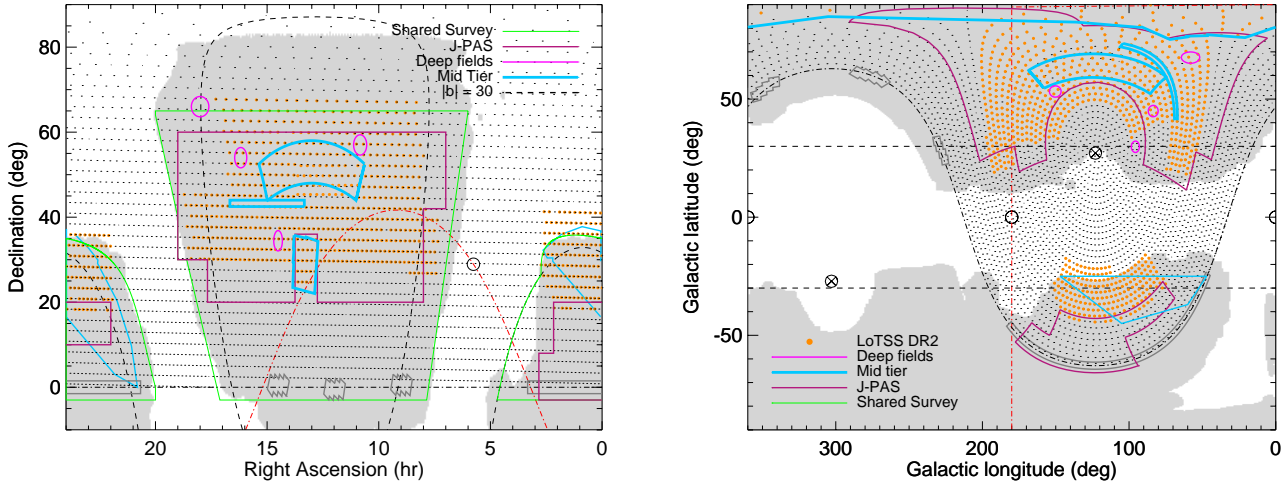 Shared Survey
J-PAS
Deep fields
Mid Tier
|b| = 30
80
60
40
20
0
20
15
10
5
0
Declination (deg)
Right Ascension (hr)
50
0
-50
300
200
100
0
Galactic latitude (deg)
Galactic longitude (deg)
LoTSS DR2
Deep fields
Mid tier
J-PAS
Shared Survey